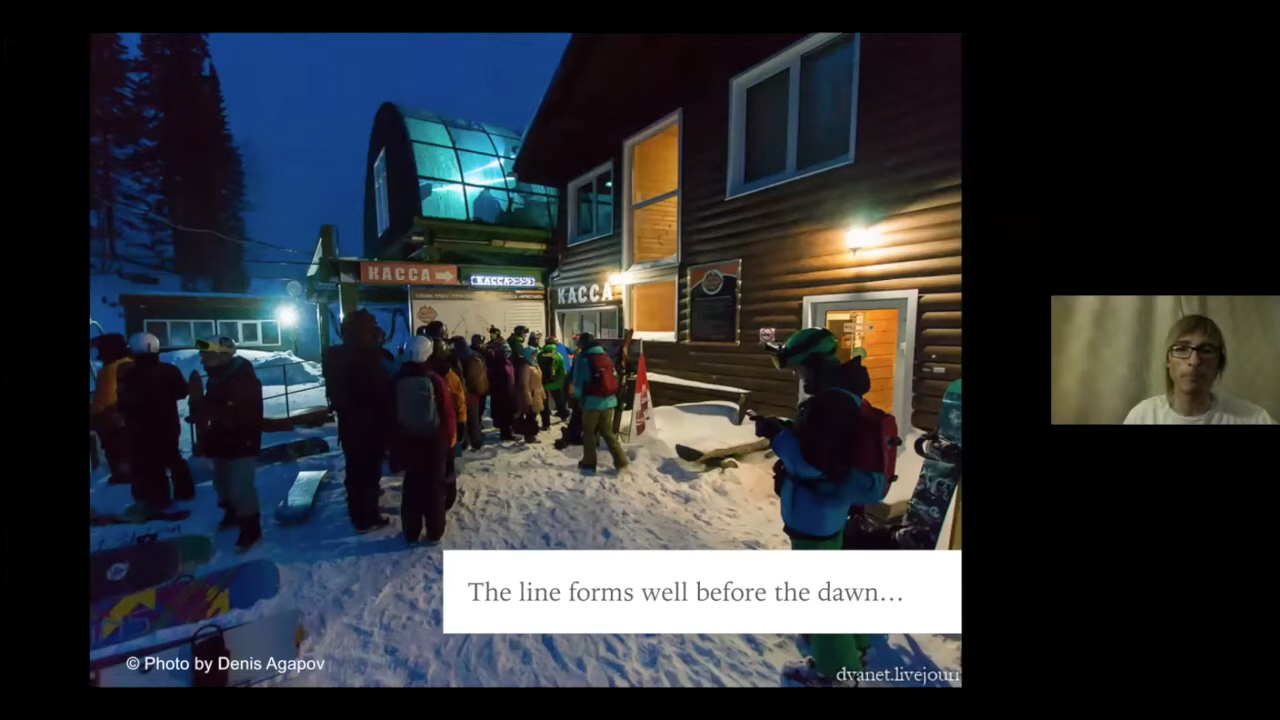 КАССА
КАССА>>>
КАССА
The line forms well before the dawn...
© Photo by Denis Agapov
dvanet.livejourn